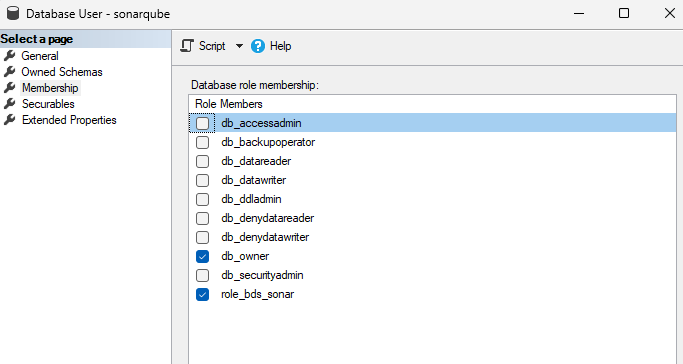 Database User - sonarqube
Select a page
General
Owned Schemas
Membership
Securables
Extended Properties
Script
Help
Database role membership:
Role Members
db_accessadmin
db_backupoperator
db_datareader
db_datawriter
db_ddladmin
db_denydatareader
db_denydatawriter
db_owner
db_securityadmin
role_bds_sonar